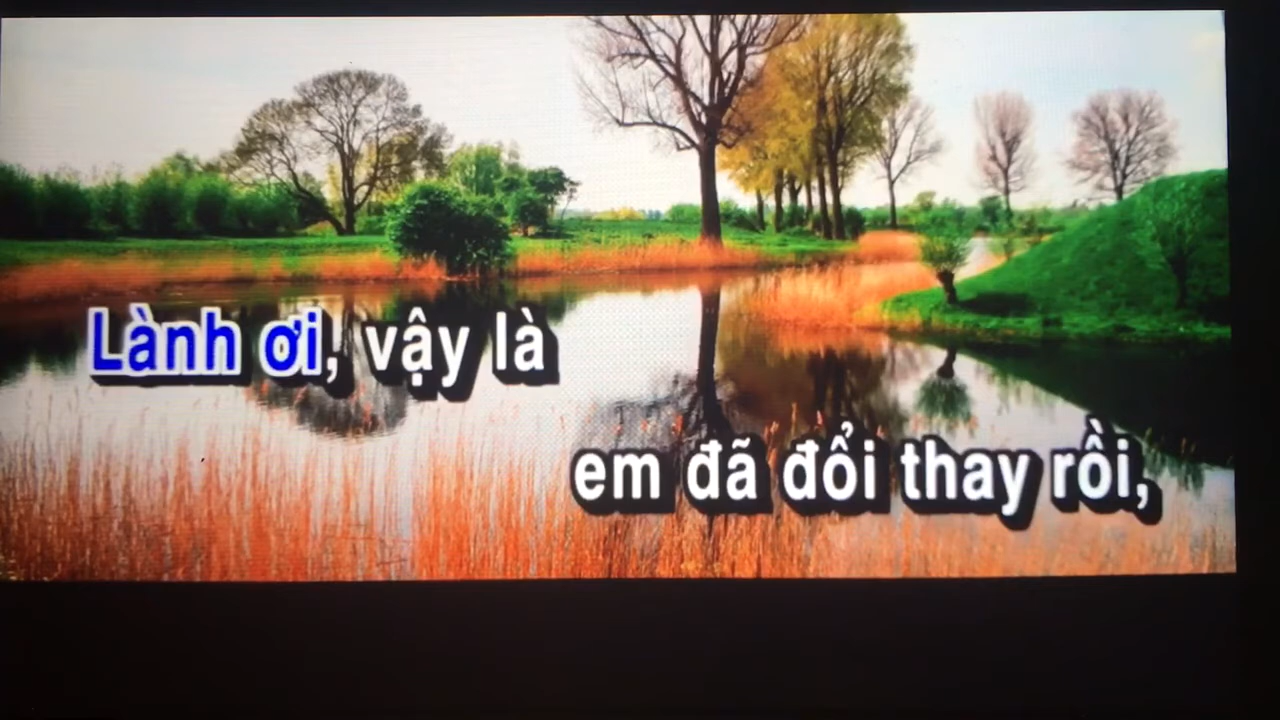 Lành ơi, vậy là
em đã đổi thay rồi,